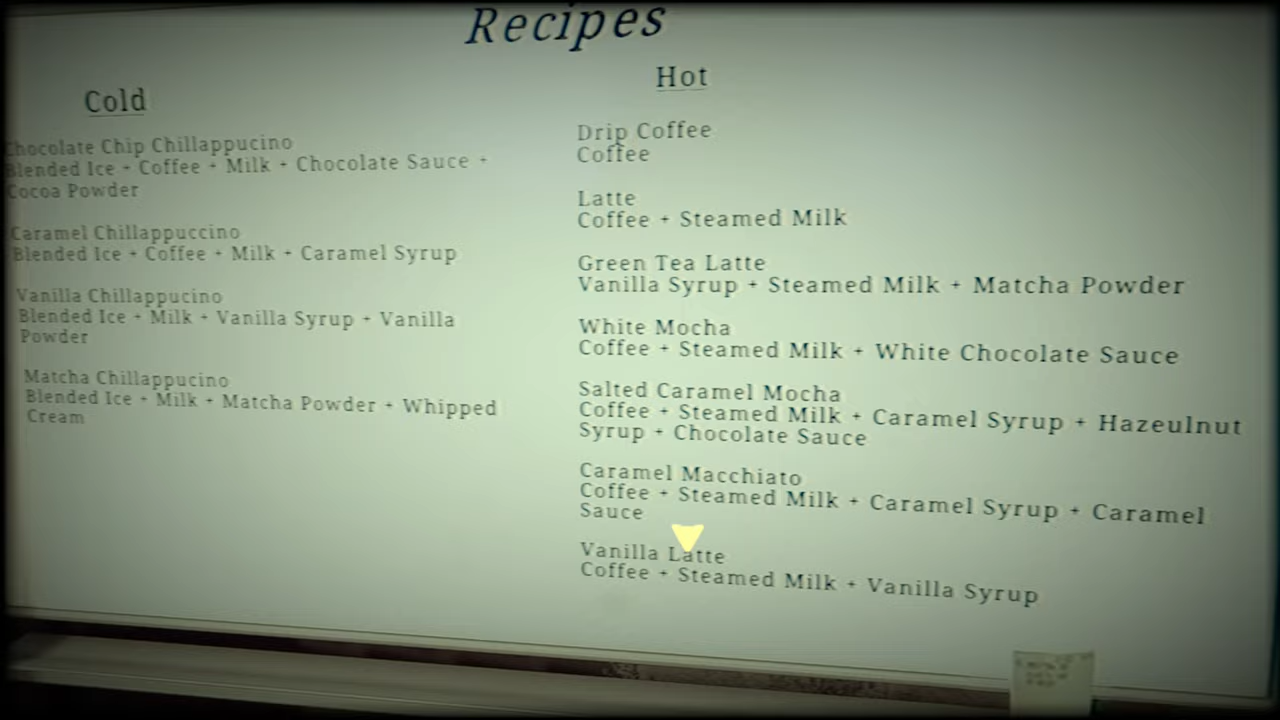 Recipes
Cold
Chocolate Chip Chillappucino
Blended Ice + Coffee + Milk + Chocolate Sauce +
Cocoa Powder
Caramel Chillappuccino
Blended Ice + Coffee + Milk + Caramel Syrup
Vanilla Chillappucino
Blended Ice + Milk + Vanilla Syrup + Vanilla
Powder
Matcha Chillappucino
Blended Ice + Milk + Matcha Powder + Whipped
Cream
Hot
Drip Coffee
Coffee
Latte
Coffee + Steamed Milk
Green Tea Latte
Vanilla Syrup + Steamed Milk + Matcha Powder
White Mocha
Coffee + Steamed Milk + White Chocolate Sauce
Salted Caramel Mocha
Coffee + Steamed Milk + Caramel Syrup + Hazeulnut
Syrup + Chocolate Sauce
Caramel Macchiato
Coffee + Steamed Milk + Caramel Syrup + Caramel
Sauce
Vanilla Latte
Coffee + Steamed Milk + Vanilla Syrup